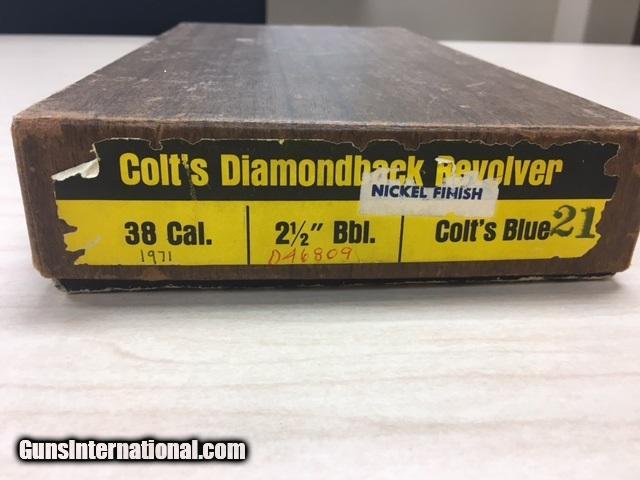 Colt's Diamondback Revolver
NICKEL FINISH
38 Cal. 2½" Bbl. Colt's Blue 21
1971 D46809
GunsInternational.com